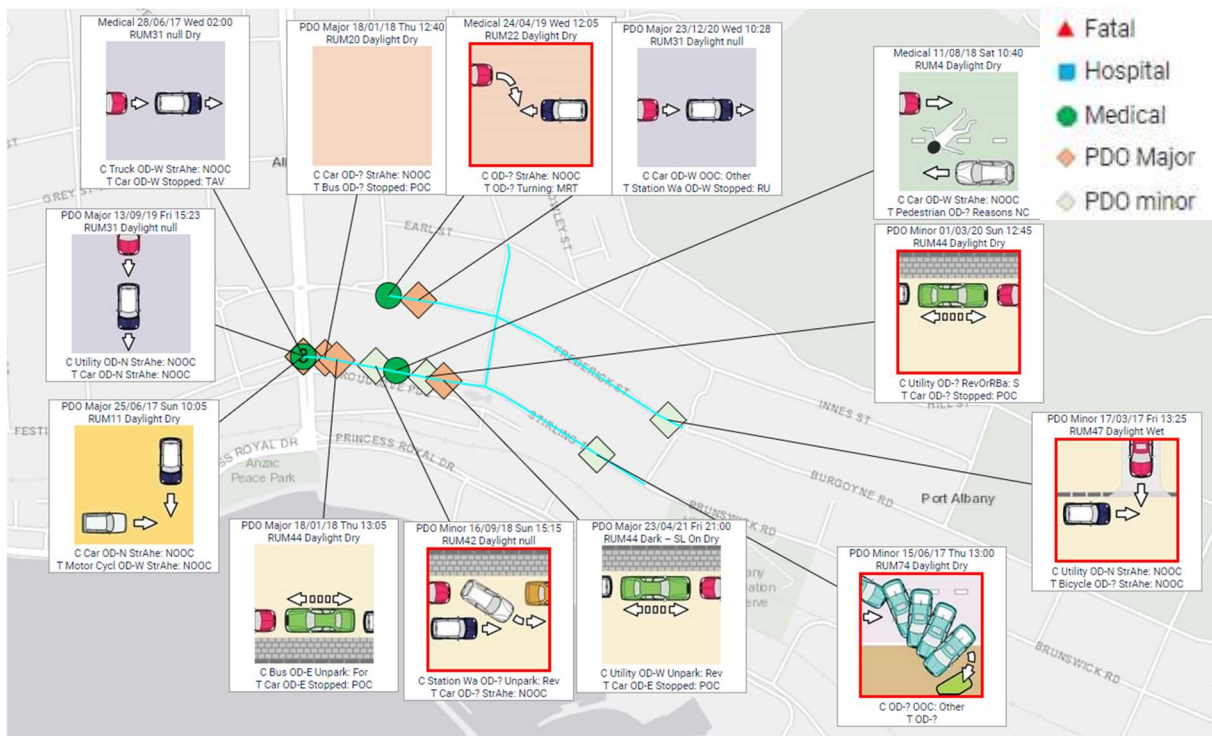 Medical 28/06/17 Wed 02:00
RUM31 null Dry
C Truck OD-W StrAhe: NOOC
T Car OD-W Stopped: TAV
PDO Major 18/01/18 Thu 12:40
RUM20 Daylight Dry
C Car OD-? StrAhe: NOOC
T Bus OD-? Stopped: POC
Medical 24/04/19 Wed 12:05
RUM22 Daylight Dry
C OD-? StrAhe: NOOC
T OD-? Turning: MRT
PDO Major 23/12/20 Wed 10:28
RUM31 Daylight null
C Car OD-W OOC: Other
T Station Wa OD-W Stopped: RU
Medical 11/08/18 Sat 10:40
RUM4 Daylight Dry
C Car OD-W StrAhe: NOOC
T Pedestrian OD-? Reasons NC
Fatal
Hospital
Medical
PDO Major
PDO minor
PDO Major 13/09/19 Fri 15:23
RUM31 Daylight null
C Utility OD-N StrAhe: NOOC
T Car OD-N StrAhe: NOOC
PDO Minor 01/03/20 Sun 12:45
RUM44 Daylight Dry
C Utility OD-? RevOrRBa: S
T Car OD-? Stopped: POC
PDO Major 25/06/17 Sun 10:05
RUM11 Daylight Dry
C Car OD-N StrAhe: NOOC
T Motor Cycl OD-W StrAhe: NOOC
PDO Minor 17/03/17 Fri 13:25
RUM47 Daylight Wet
C Utility OD-N StrAhe: NOOC
T Bicycle OD-? StrAhe: NOOC
PDO Major 18/01/18 Thu 13:05
RUM44 Daylight Dry
C Bus OD-E Unpark: For
T Car OD-E Stopped: POC
PDO Minor 16/09/18 Sun 15:15
RUM42 Daylight null
C Station Wa OD-? Unpark: Rev
T Car OD-? StrAhe: NOOC
PDO Major 23/04/21 Fri 21:00
RUM44 Dark – SL On Dry
C Utility OD-W Unpark: Rev
T Car OD-E Stopped: POC
PDO Minor 15/06/17 Thu 13:00
RUM74 Daylight Dry
C OD-? OOC: Other
T OD-?
GREY ST
EARL ST
FREDERICK ST
STIRLING
INNES ST
BURGOYNE RD
Port Albany
BRUNSWICK RD
BRUNSWICK RD
PRINCESS ROYAL DR
SS ROYAL DR
Anzac
Peace Park
FESTI
3